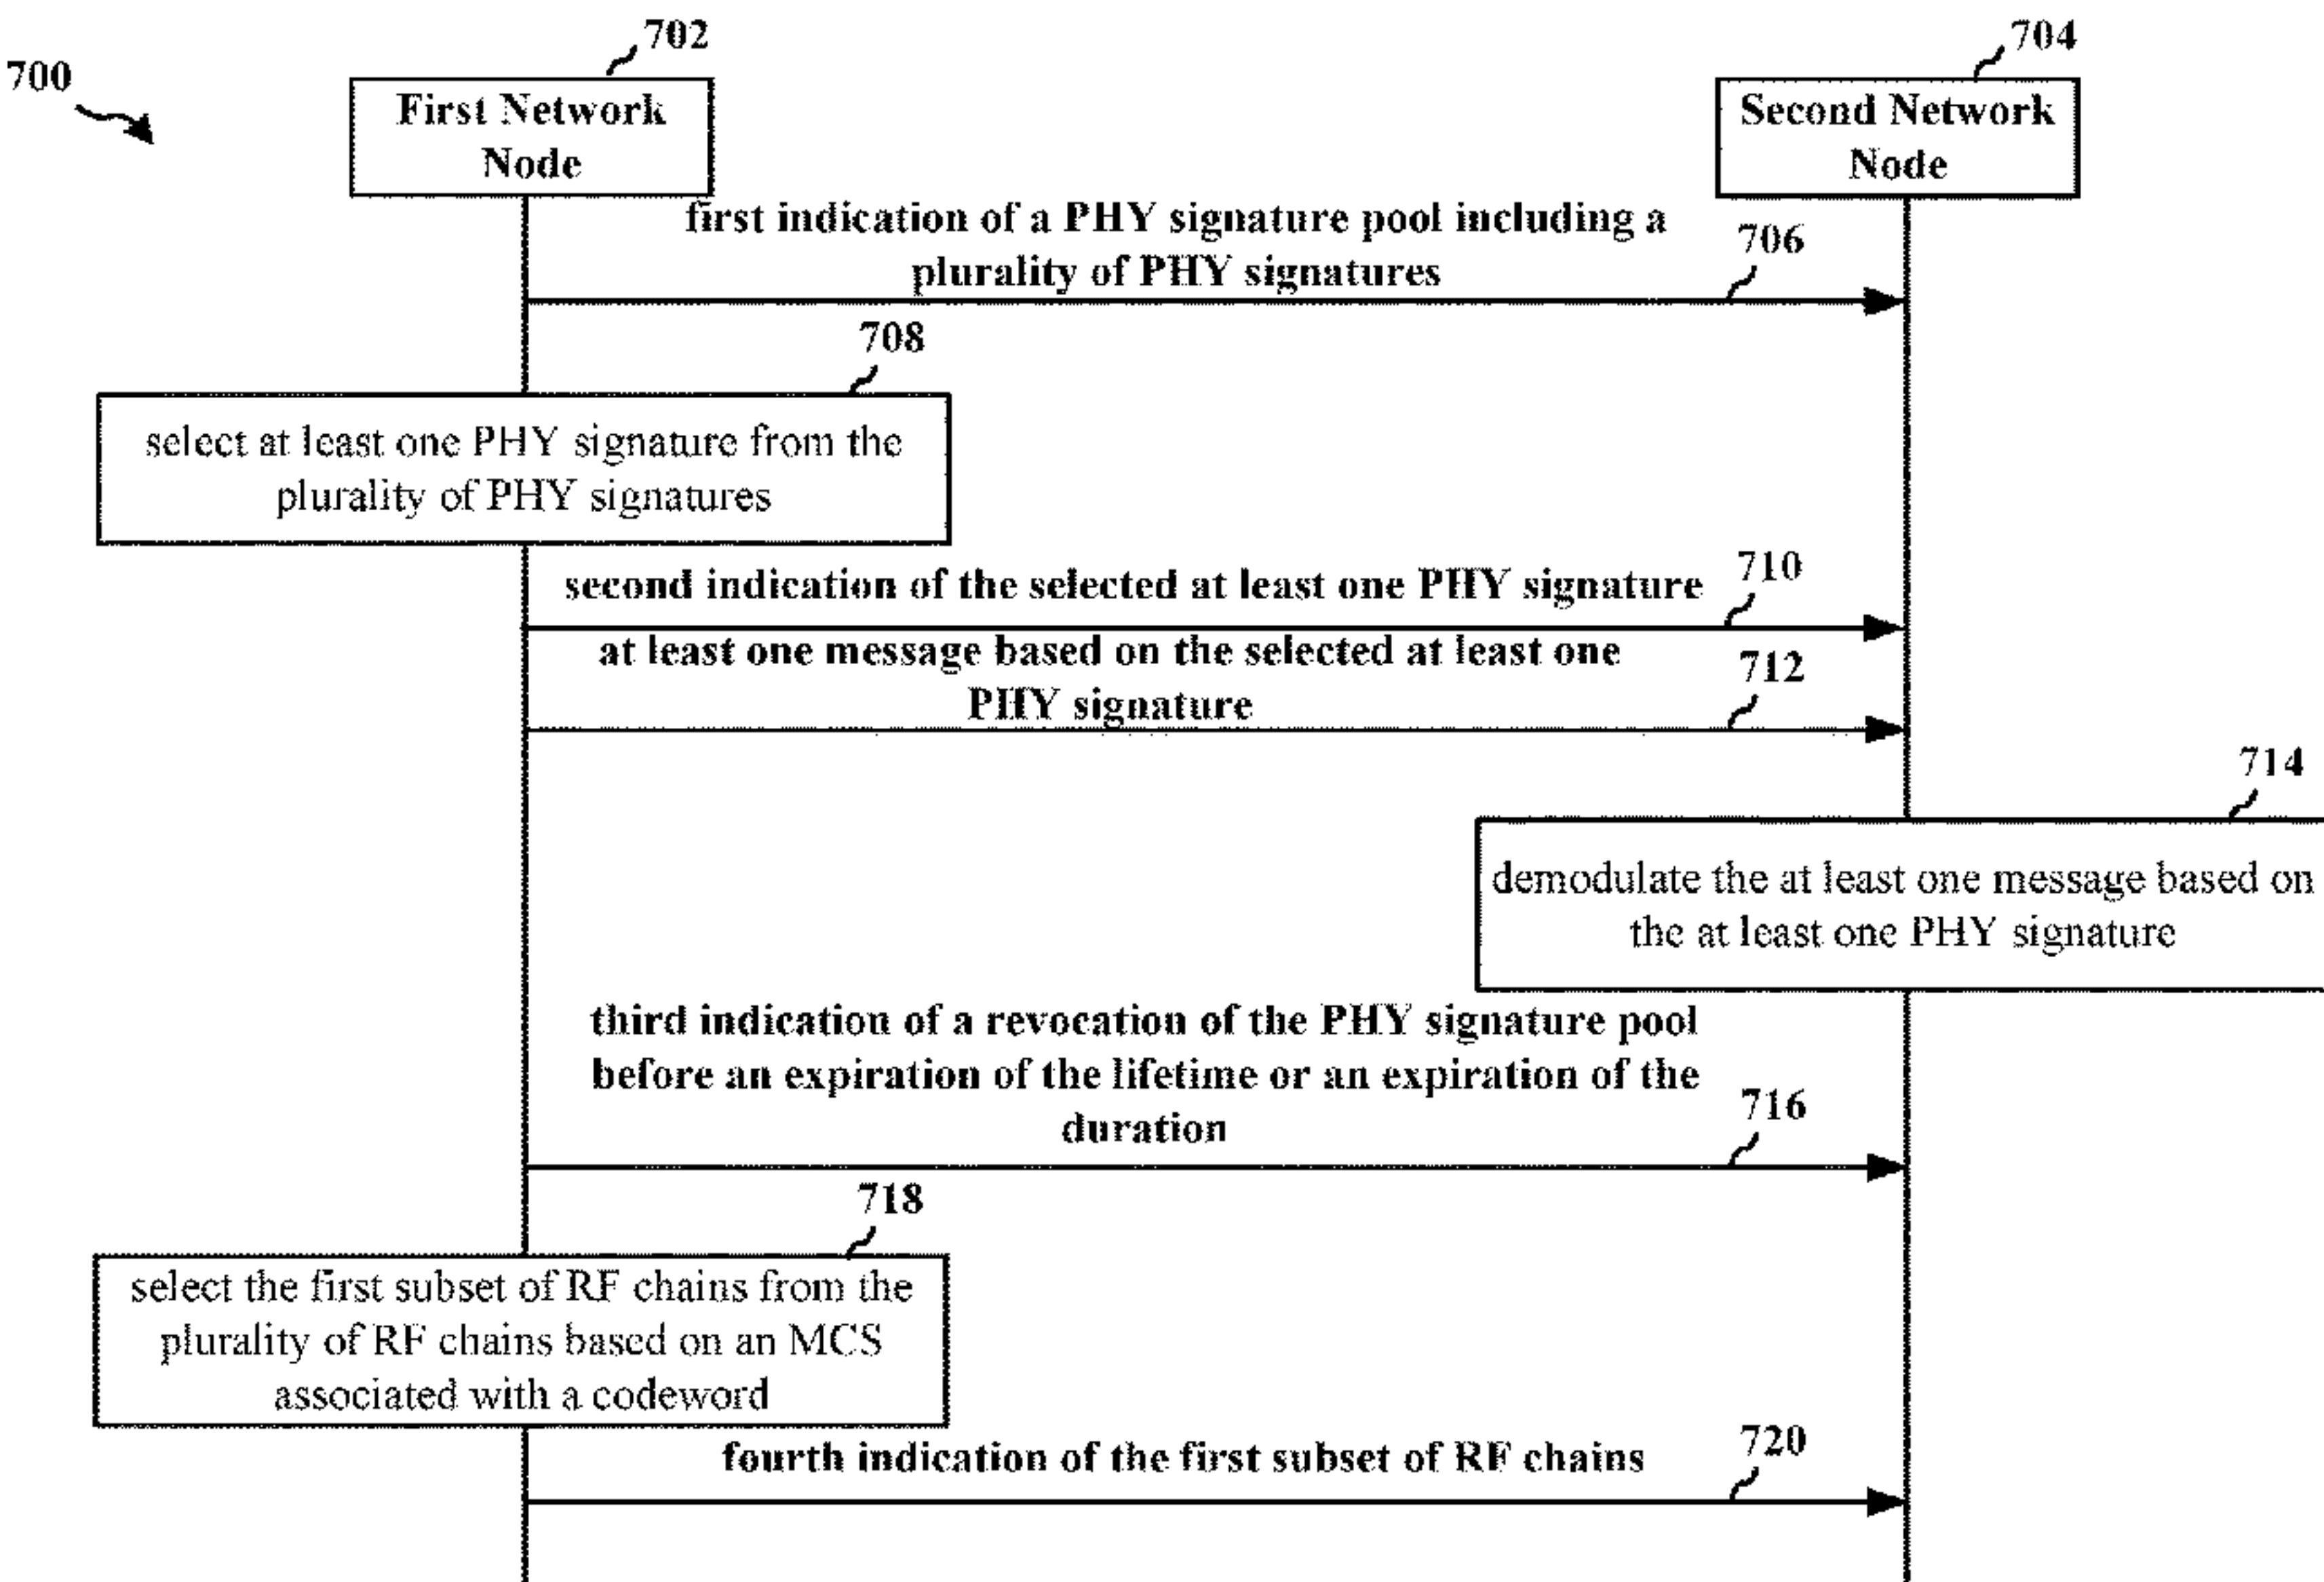 700
702
First Network
Node
704
Second Network
Node
first indication of a PHY signature pool including a
plurality of PHY signatures
706
708
select at least one PHY signature from the
plurality of PHY signatures
second indication of the selected at least one PHY signature
710
at least one message based on the selected at least one
PHY signature
712
714
demodulate the at least one message based on
the at least one PHY signature
third indication of a revocation of the PHY signature pool
before an expiration of the lifetime or an expiration of the
duration
716
718
select the first subset of RF chains from the
plurality of RF chains based on an MCS
associated with a codeword
fourth indication of the first subset of RF chains
720